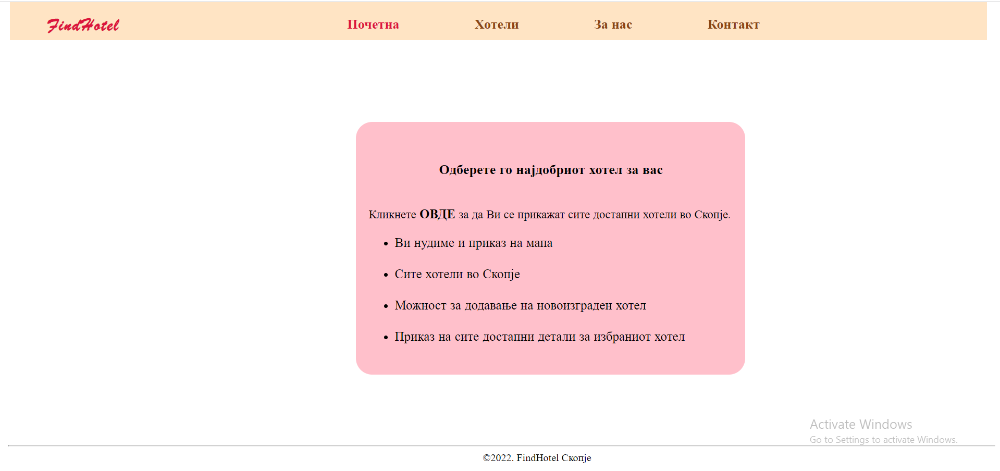 FindHotel Почетна Хотели За нас Контакт
Одберете го најдобриот хотел за вас
Кликнете ОВДЕ за да Ви се прикажат сите достапни хотели во Скопје.
• Ви нудиме и приказ на мапа
• Сите хотели во Скопје
• Можност за додавање на новоизграден хотел
• Приказ на сите достапни детали за избраниот хотел
Activate Windows
Go to Settings to activate Windows.
©2022. FindHotel Скопје